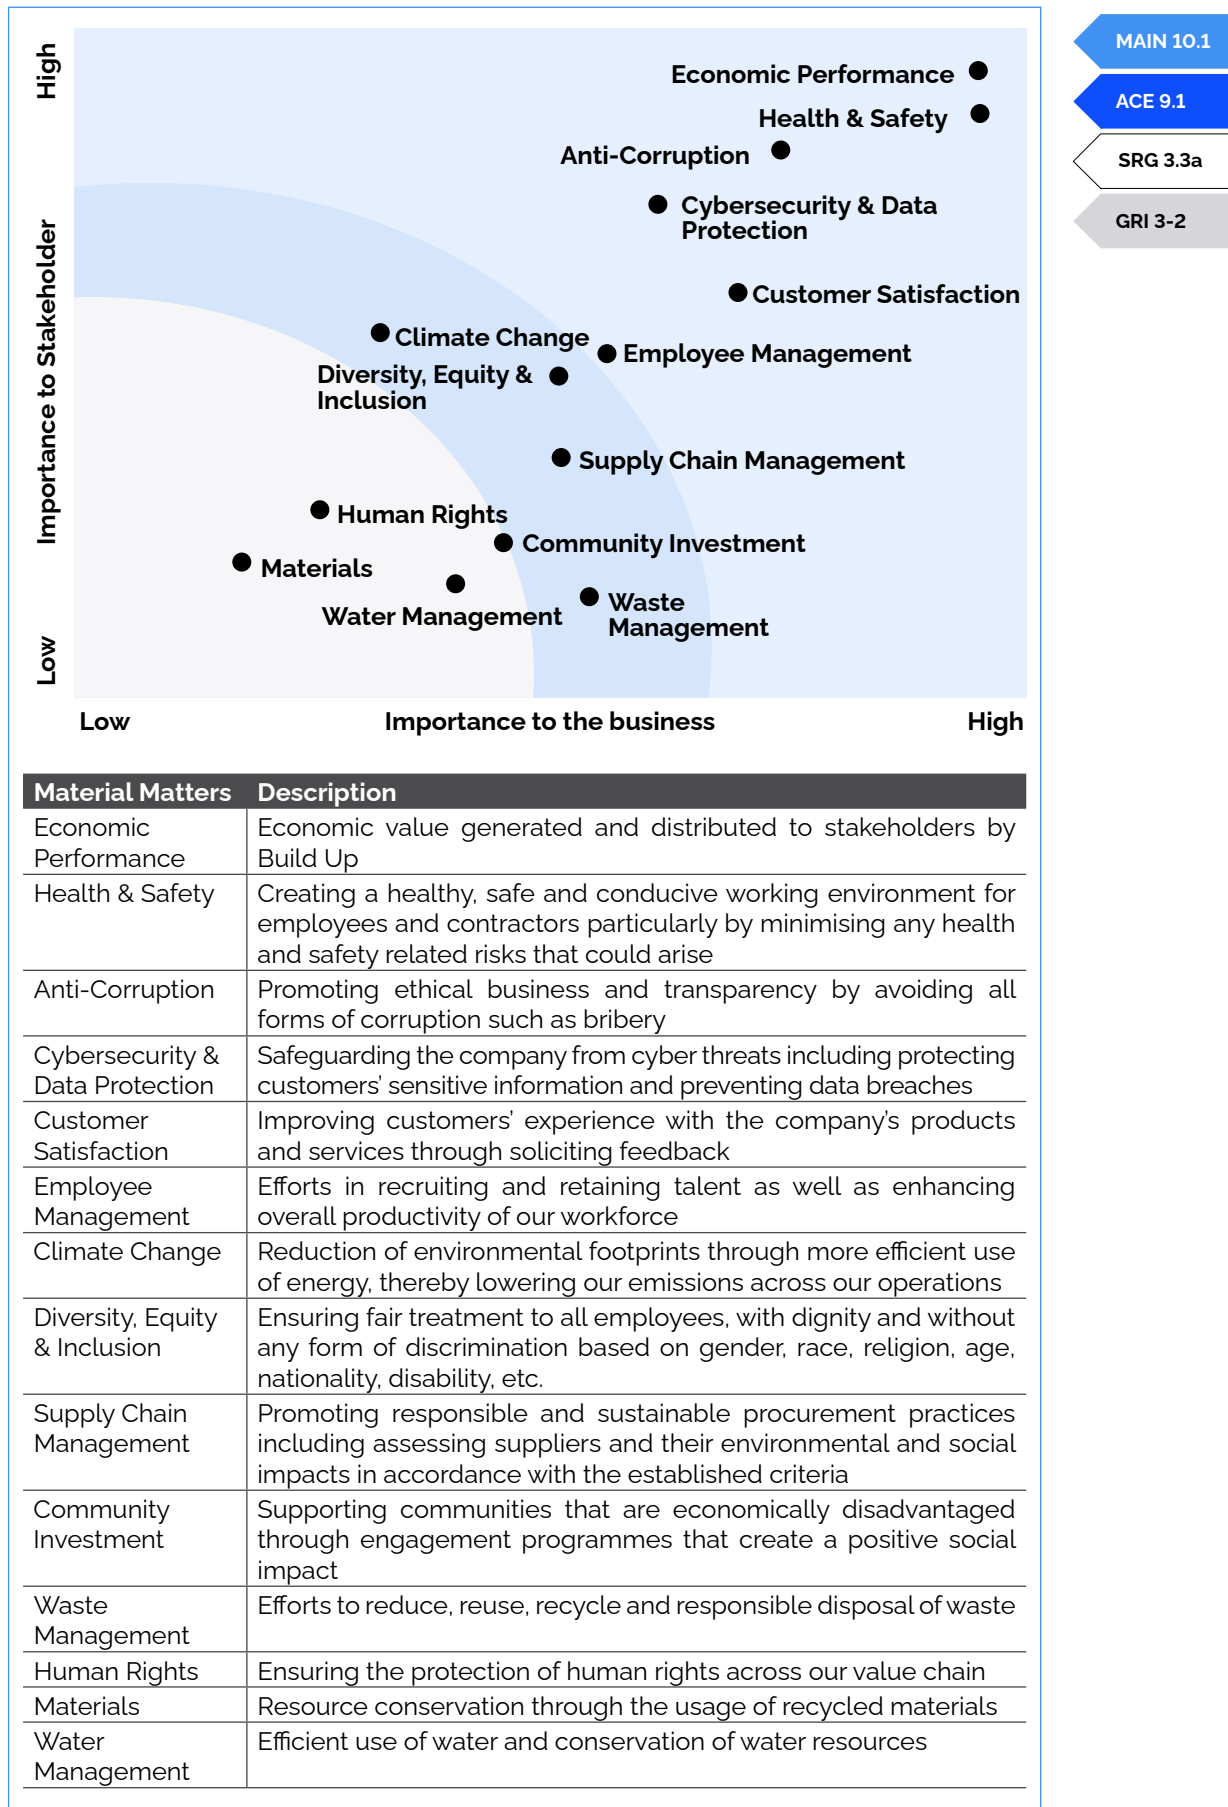 High
Importance to Stakeholder
Low
Economic Performance
Health & Safety
Anti-Corruption
Cybersecurity & Data
Protection
Customer Satisfaction
Climate Change
Employee Management
Diversity, Equity &
Inclusion
Supply Chain Management
Human Rights
Community Investment
Materials
Water Management
Waste
Management
Low
Importance to the business
High
MAIN 10.1
ACE 9.1
SRG 3.3a
GRI 3-2
Material Matters Description
Economic
Performance
Economic value generated and distributed to stakeholders by
Build Up
Health & Safety
Creating a healthy, safe and conducive working environment for
employees and contractors particularly by minimising any health
and safety related risks that could arise
Anti-Corruption
Promoting ethical business and transparency by avoiding all
forms of corruption such as bribery
Cybersecurity &
Data Protection
Safeguarding the company from cyber threats including protecting
customers’ sensitive information and preventing data breaches
Customer
Satisfaction
Improving customers’ experience with the company’s products
and services through soliciting feedback
Employee
Management
Efforts in recruiting and retaining talent as well as enhancing
overall productivity of our workforce
Climate Change
Reduction of environmental footprints through more efficient use
of energy, thereby lowering our emissions across our operations
Diversity, Equity
& Inclusion
Ensuring fair treatment to all employees, with dignity and without
any form of discrimination based on gender, race, religion, age,
nationality, disability, etc.
Supply Chain
Management
Promoting responsible and sustainable procurement practices
including assessing suppliers and their environmental and social
impacts in accordance with the established criteria
Community
Investment
Supporting communities that are economically disadvantaged
through engagement programmes that create a positive social
impact
Waste
Management
Efforts to reduce, reuse, recycle and responsible disposal of waste
Human Rights
Ensuring the protection of human rights across our value chain
Materials
Resource conservation through the usage of recycled materials
Water
Management
Efficient use of water and conservation of water resources